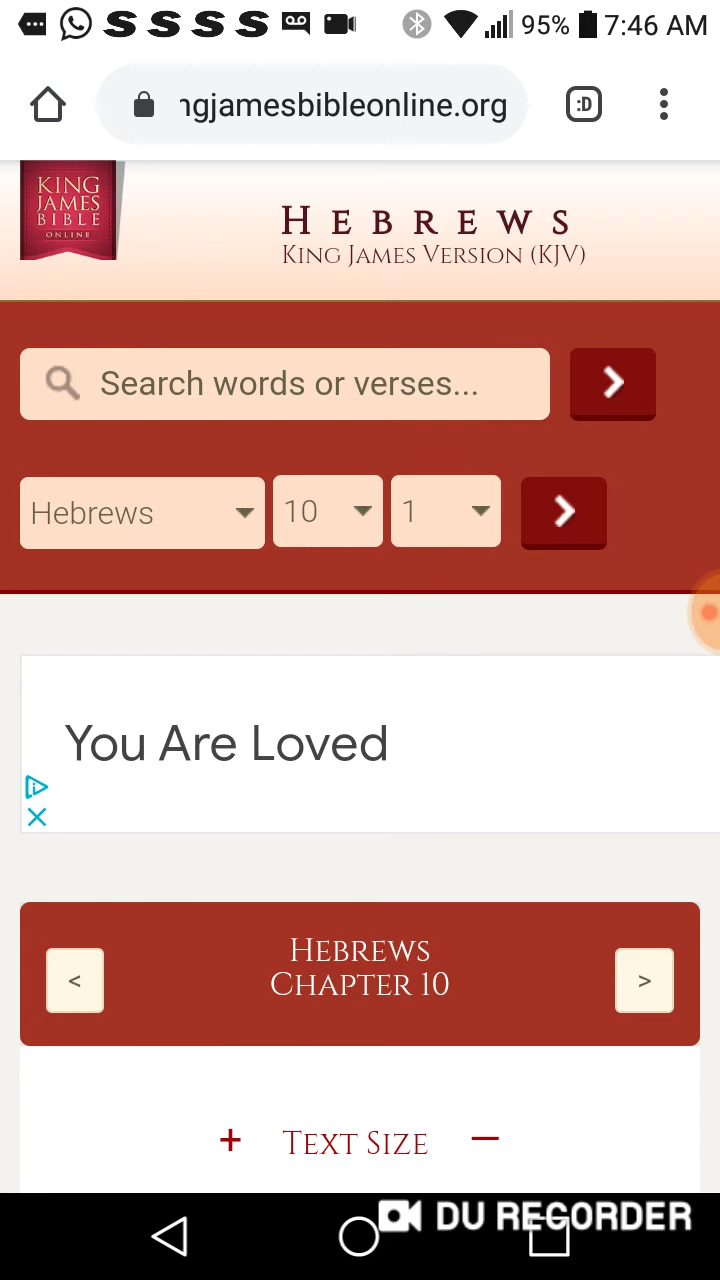 S S S S 95% 7:46 AM
ngjamesbibleonline.org :D
KING
JAMES
BIBLE
ONLINE
HEBREWS
KING JAMES VERSION (KJV)
Search words or verses...
Hebrews 10 1
You Are Loved
HEBREWS
CHAPTER 10
< >
+ TEXT SIZE −
DU RECORDER